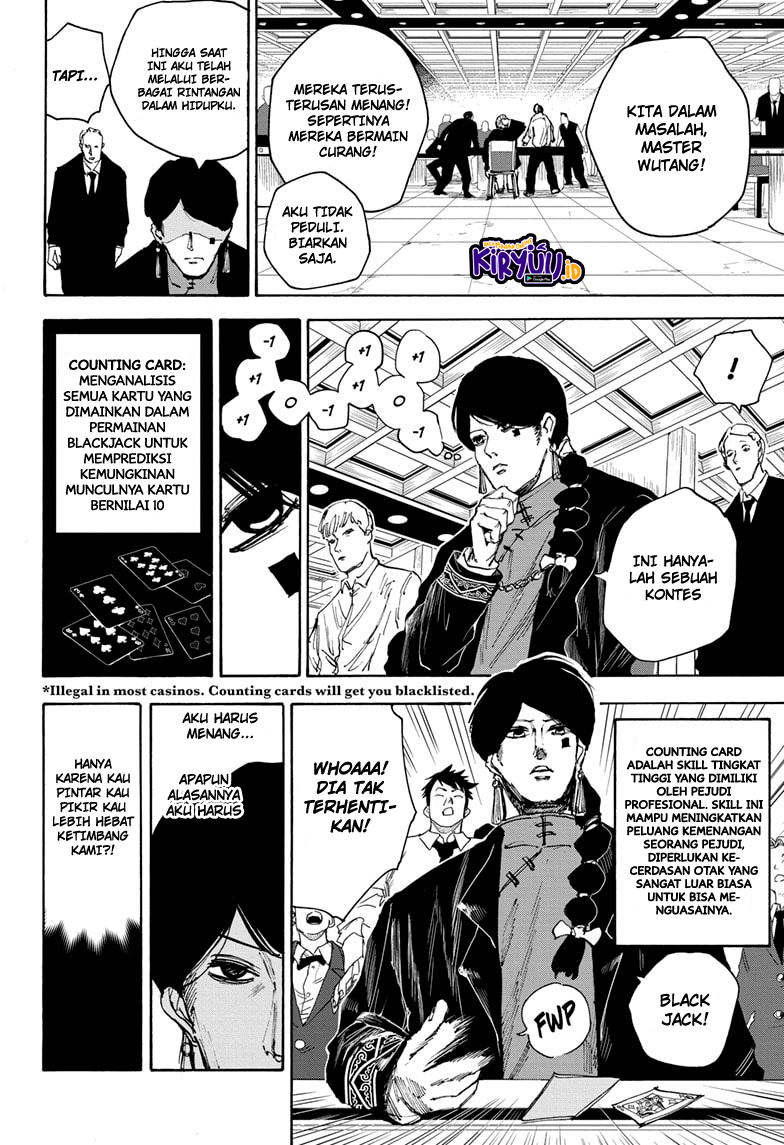 KITA DALAM
MASALAH,
MASTER
WUTANG!
MEREKA TERUS-
TERUSAN MENANG!
SEPERTINYA
MEREKA BERMAIN
CURANG!
AKU TIDAK
PEDULI.
BIARKAN
SAJA.
HINGGA SAAT
INI AKU TELAH
MELALUI BER-
BAGAI RINTANGAN
DALAM HIDUPKU.
TAPI...
KIRYUU.ID
!
INI HANYA-
LAH SEBUAH
KONTES
-1
+1
+1
+1
0
-1
0
+1
+1
-1
COUNTING CARD:
MENGANALISIS
SEMUA KARTU YANG
DIMAINKAN DALAM
PERMAINAN
BLACKJACK UNTUK
MEMPREDIKSI
KEMUNGKINAN
MUNCULNYA KARTU
BERNILAI 10
*Illegal in most casinos. Counting cards will get you blacklisted.
COUNTING CARD
ADALAH SKILL TINGKAT
TINGGI YANG DIMILIKI
OLEH PEJUDI
PROFESIONAL. SKILL INI
MAMPU MENINGKATKAN
PELUANG KEMENANGAN
SEORANG PEJUDI,
DIPERLUKAN KE-
CERDASAN OTAK YANG
SANGAT LUAR BIASA
UNTUK BISA ME-
NGUASAINYA.
WHOAAA!
DIA TAK
TERHENTI-
KAN!
BLACK
JACK!
FWP
AKU HARUS
MENANG...
APAPUN
ALASANNYA
AKU HARUS
HANYA
KARENA KAU
PINTAR KAU
PIKIR KAU
LEBIH HEBAT
KETIMBANG
KAMI?!